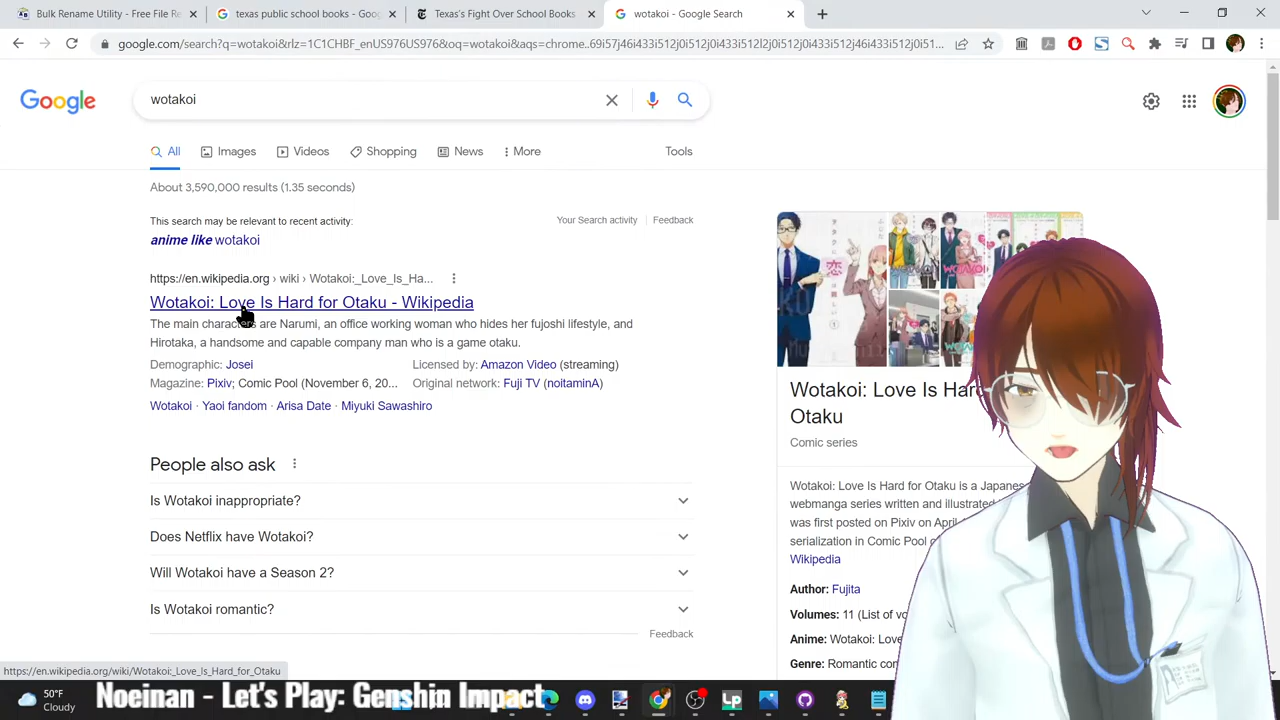 Bulk Rename Utility - Free File Re
texas public school books - Goo
Texas's Fight Over School Books
wotakoi - Google Search
google.com/search?q=wotakoi&rlz=1C1CHBF_enUS976US976&oq=wotakoi&aqs=chrome..69i57j46i433i512j0i512j0i433i512l2j0i512j46i433i512j0i512j0i433i51...
Google
wotakoi
All
Images
Videos
Shopping
News
More
Tools
About 3,590,000 results (1.35 seconds)
This search may be relevant to recent activity:
Your Search activity
Feedback
anime like wotakoi
https://en.wikipedia.org › wiki › Wotakoi:_Love_Is_Ha...
Wotakoi: Love Is Hard for Otaku - Wikipedia
The main characters are Narumi, an office working woman who hides her fujoshi lifestyle, and
Hirotaka, a handsome and capable company man who is a game otaku.
Demographic: Josei
Licensed by: Amazon Video (streaming)
Magazine: Pixiv; Comic Pool (November 6, 20...
Original network: Fuji TV (noitaminA)
Wotakoi · Yaoi fandom · Arisa Date · Miyuki Sawashiro
People also ask
Is Wotakoi inappropriate?
Does Netflix have Wotakoi?
Will Wotakoi have a Season 2?
Is Wotakoi romantic?
Feedback
Wotakoi: Love Is Hard
Otaku
Comic series
Wotakoi: Love Is Hard for Otaku is a Japanes
webmanga series written and illustrated
was first posted on Pixiv on April
serialization in Comic Pool
Wikipedia
Author: Fujita
Volumes: 11 (List of vo
Anime: Wotakoi: Love
Genre: Romantic com
https://en.wikipedia.org/wiki/Wotakoi:_Love_Is_Hard_for_Otaku
50°F
Cloudy
Noeinan - Let's Play: Genshin Impact